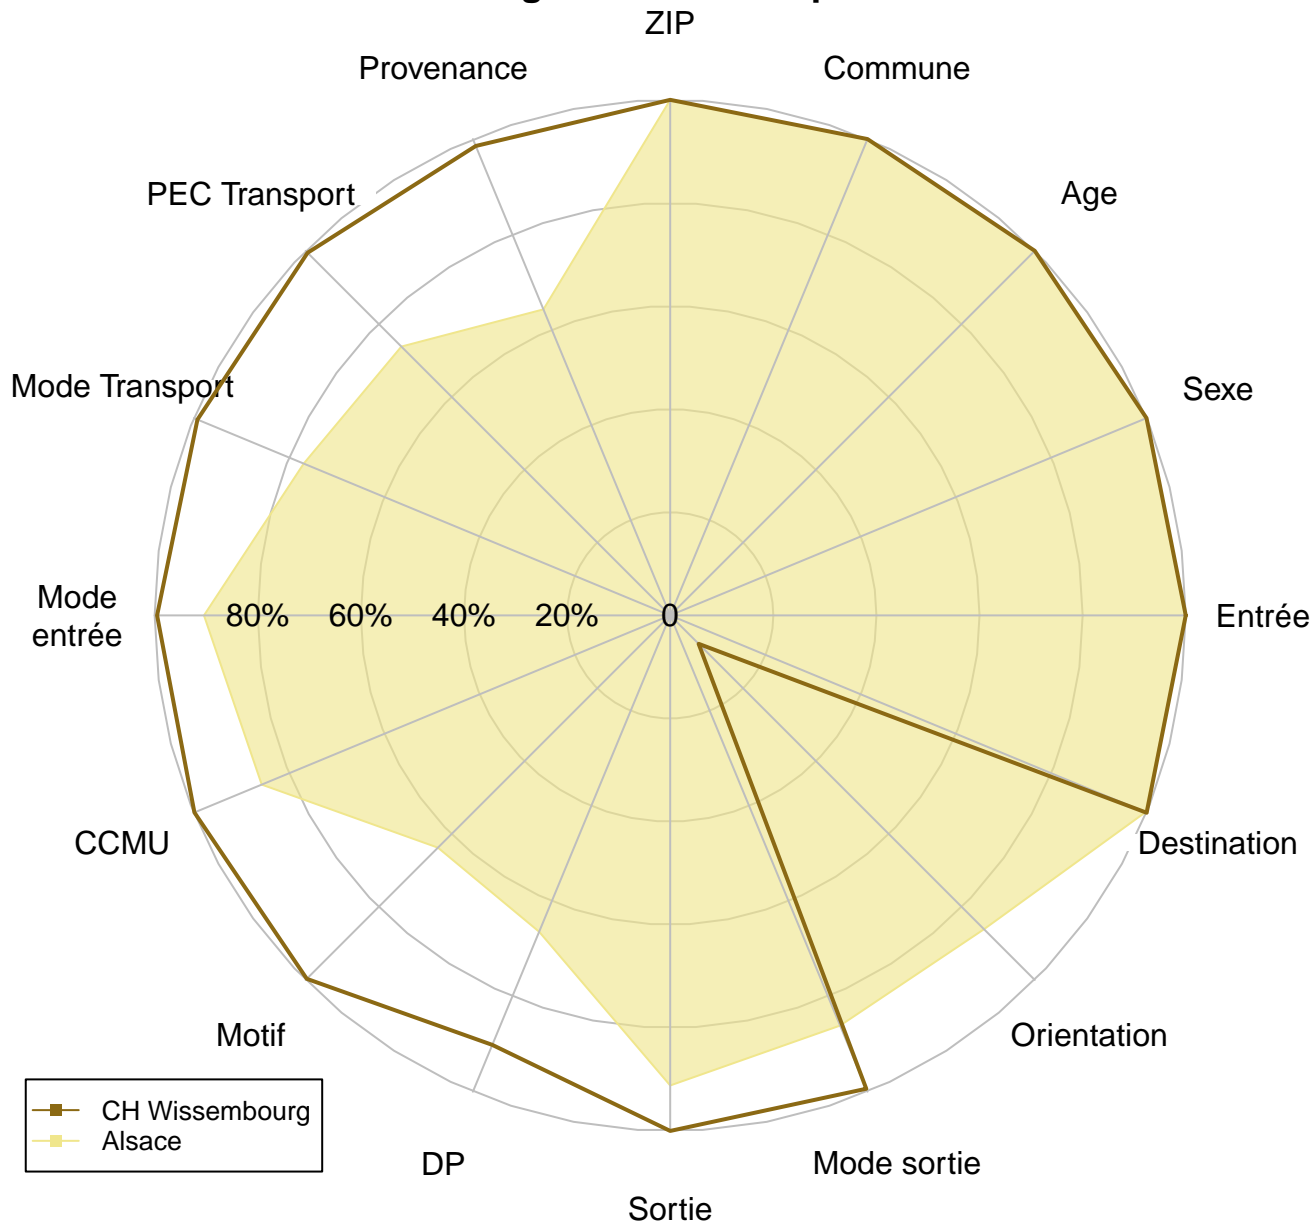 ZIP
Provenance
Commune
PEC Transport
Age
Mode Transport
Sexe
Mode
entrée
80%
60%
40%
20%
0
Entrée
CCMU
Destination
Motif
Orientation
CH Wissembourg
Alsace
DP
Mode sortie
Sortie